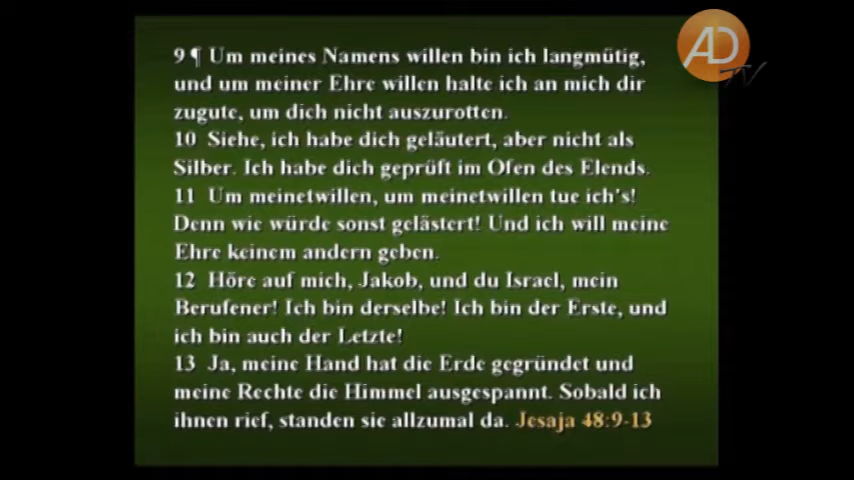 AD
TV
9 ¶ Um meines Namens willen bin ich langmütig,
und um meiner Ehre willen halte ich an mich dir
zugute, um dich nicht auszurotten.
10 Siehe, ich habe dich geläutert, aber nicht als
Silber. Ich habe dich geprüft im Ofen des Elends.
11 Um meinetwillen, um meinetwillen tue ich's!
Denn wie würde sonst gelästert! Und ich will meine
Ehre keinem andern geben.
12 Höre auf mich, Jakob, und du Israel, mein
Berufener! Ich bin derselbe! Ich bin der Erste, und
ich bin auch der Letzte!
13 Ja, meine Hand hat die Erde gegründet und
meine Rechte die Himmel ausgespannt. Sobald ich
ihnen rief, standen sie allzumal da. Jesaja 48:9-13